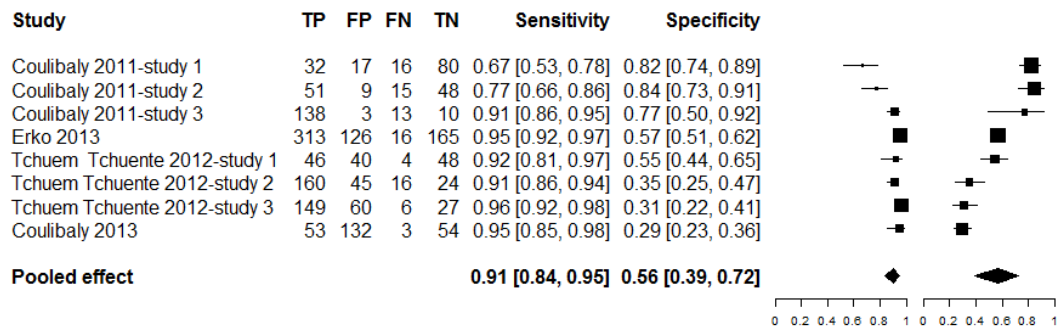 Study TP FP FN TN Sensitivity Specificity
Coulibaly 2011-study 1 32 17 16 80 0.67 [0.53, 0.78] 0.82 [0.74, 0.89]
Coulibaly 2011-study 2 51 9 15 48 0.77 [0.66, 0.86] 0.84 [0.73, 0.91]
Coulibaly 2011-study 3 138 3 13 10 0.91 [0.86, 0.95] 0.77 [0.50, 0.92]
Erko 2013 313 126 16 165 0.95 [0.92, 0.97] 0.57 [0.51, 0.62]
Tchuem Tchuente 2012-study 1 46 40 4 48 0.92 [0.81, 0.97] 0.55 [0.44, 0.65]
Tchuem Tchuente 2012-study 2 160 45 16 24 0.91 [0.86, 0.94] 0.35 [0.25, 0.47]
Tchuem Tchuente 2012-study 3 149 60 6 27 0.96 [0.92, 0.98] 0.31 [0.22, 0.41]
Coulibaly 2013 53 132 3 54 0.95 [0.85, 0.98] 0.29 [0.23, 0.36]
Pooled effect 0.91 [0.84, 0.95] 0.56 [0.39, 0.72]
0 0.2 0.4 0.6 0.8 1 0 0.2 0.4 0.6 0.8 1